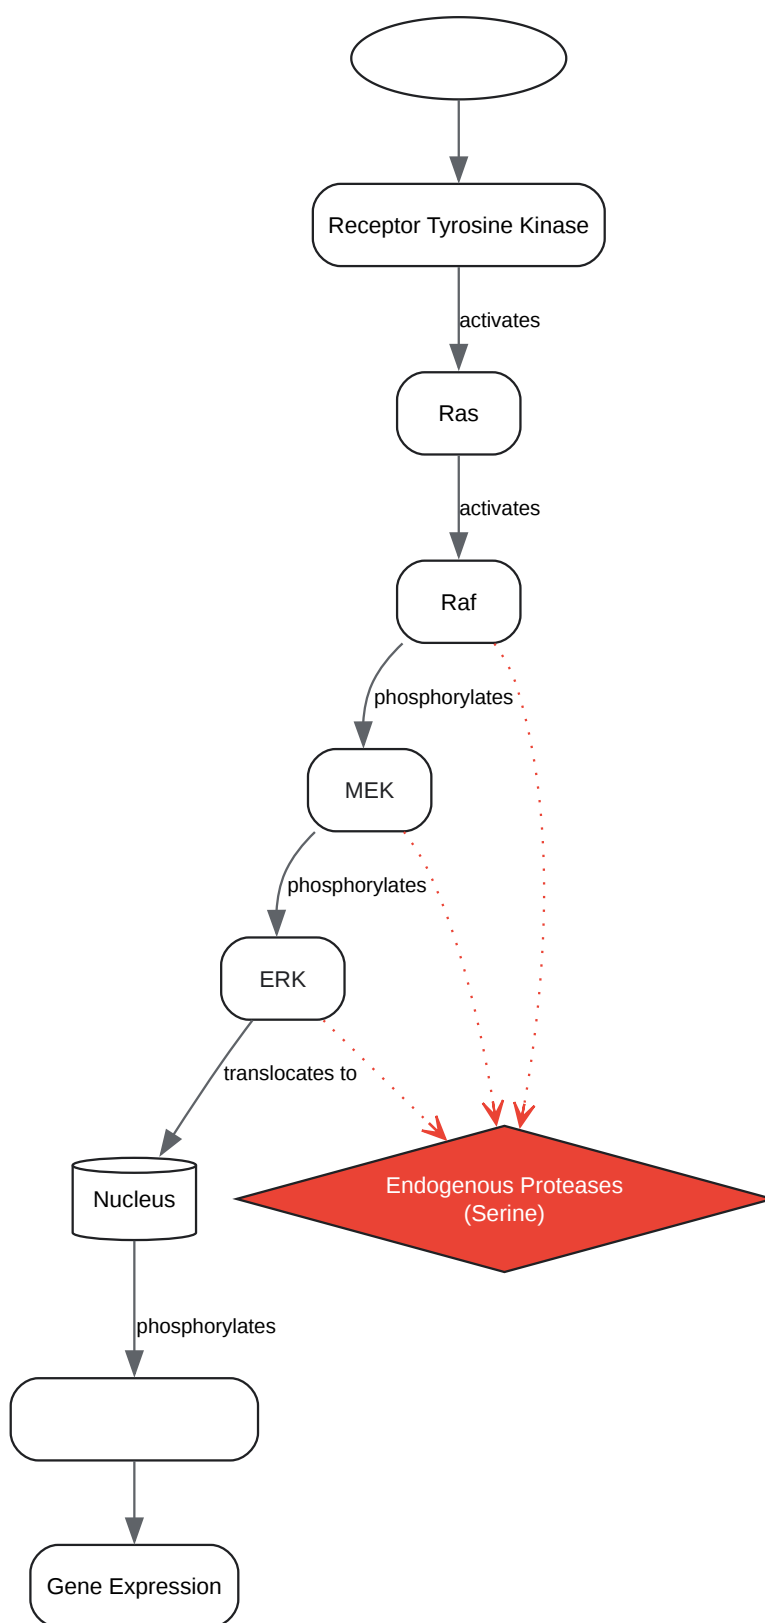 Receptor Tyrosine Kinase
activates
Ras
activates
Raf
phosphorylates
MEK
phosphorylates
ERK
translocates to
Nucleus
Endogenous Proteases
(Serine)
phosphorylates
Gene Expression